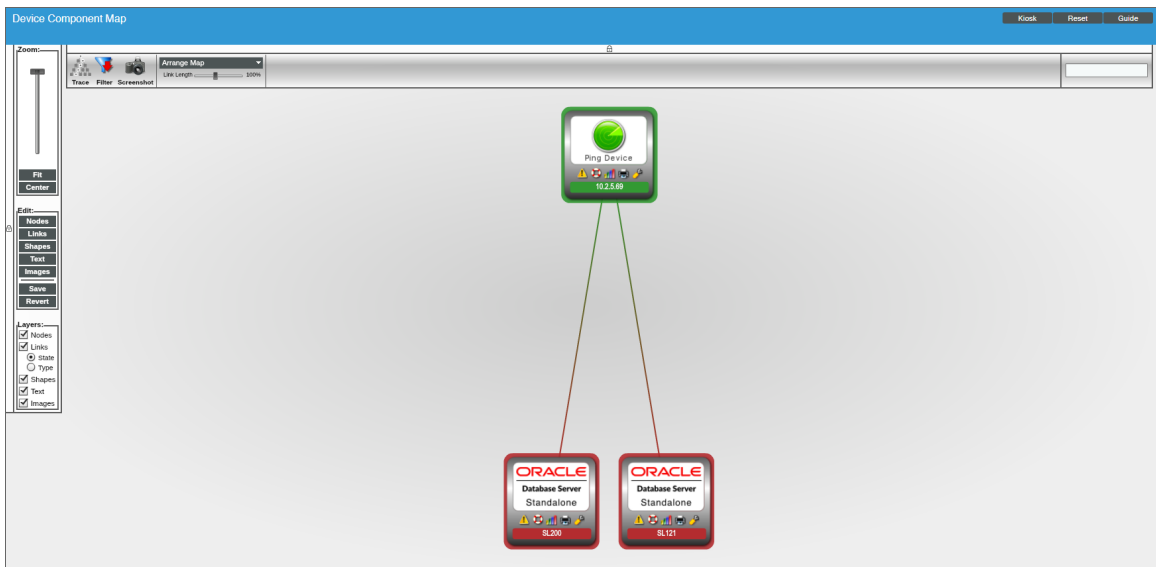 Device Component Map
Kiosk
Reset
Guide
Zoom:
Fit
Center
Edit:
Nodes
Links
Shapes
Text
Images
Save
Revert
Layers:
Nodes
Links
State
Type
Shapes
Text
Images
Trace
Filter
Screenshot
Arrange Map
Link Length
100%
Ping Device
10.2.5.69
ORACLE
Database Server
Standalone
SL200
ORACLE
Database Server
Standalone
SL121